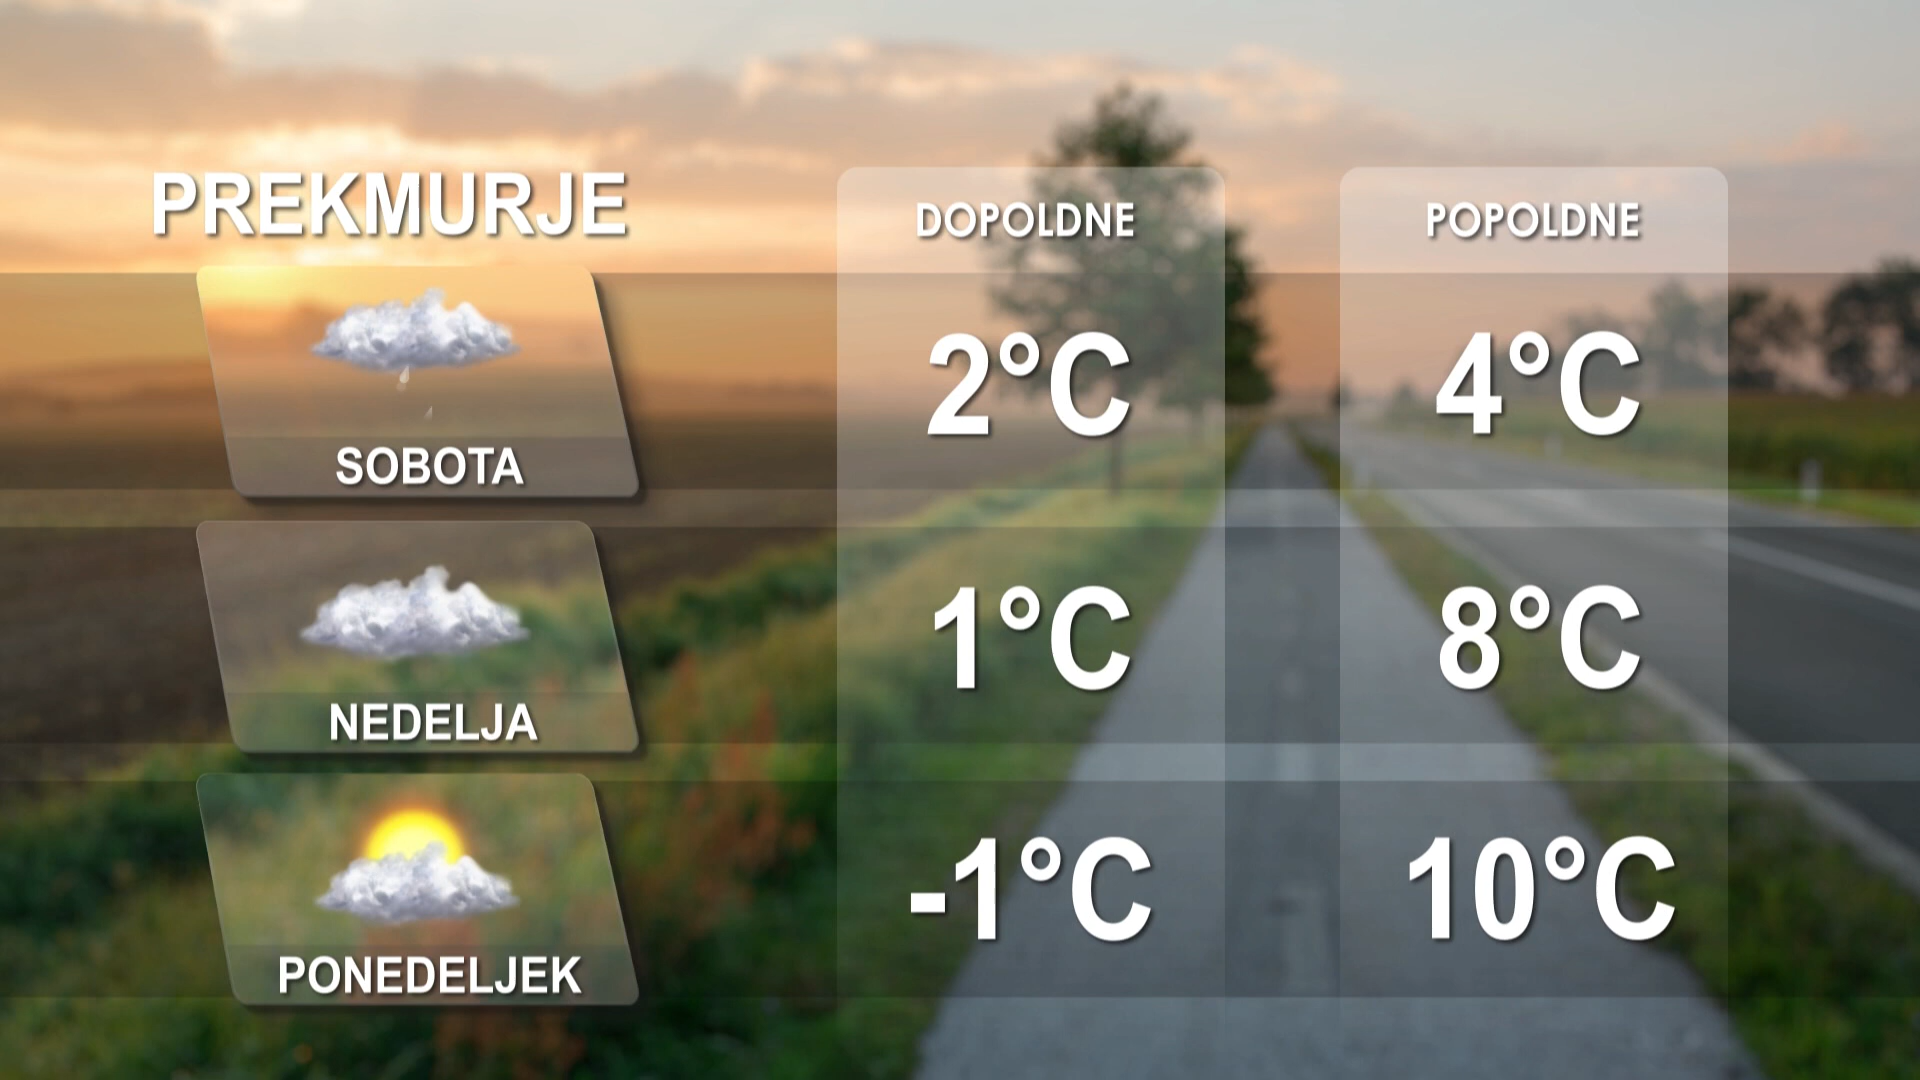 PREKMURJE
DOPOLDNE POPOLDNE
SOBOTA 2°C 4°C
NEDELJA 1°C 8°C
PONEDELJEK -1°C 10°C